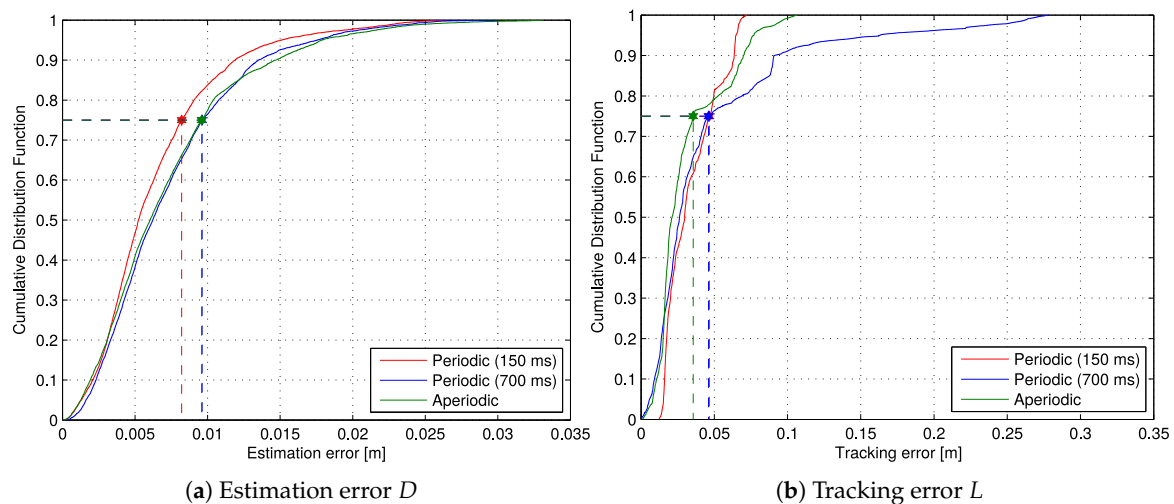 Cumulative Distribution Function
1
0.9
0.8
0.7
0.6
0.5
0.4
0.3
0.2
0.1
0
Periodic (150 ms)
Periodic (700 ms)
Aperiodic
0 0.005 0.01 0.015 0.02 0.025 0.03 0.035
Estimation error [m]
(a) Estimation error D
Cumulative Distribution Function
1
0.9
0.8
0.7
0.6
0.5
0.4
0.3
0.2
0.1
0
Periodic (150 ms)
Periodic (700 ms)
Aperiodic
0 0.05 0.1 0.15 0.2 0.25 0.3 0.35
Tracking error [m]
(b) Tracking error L